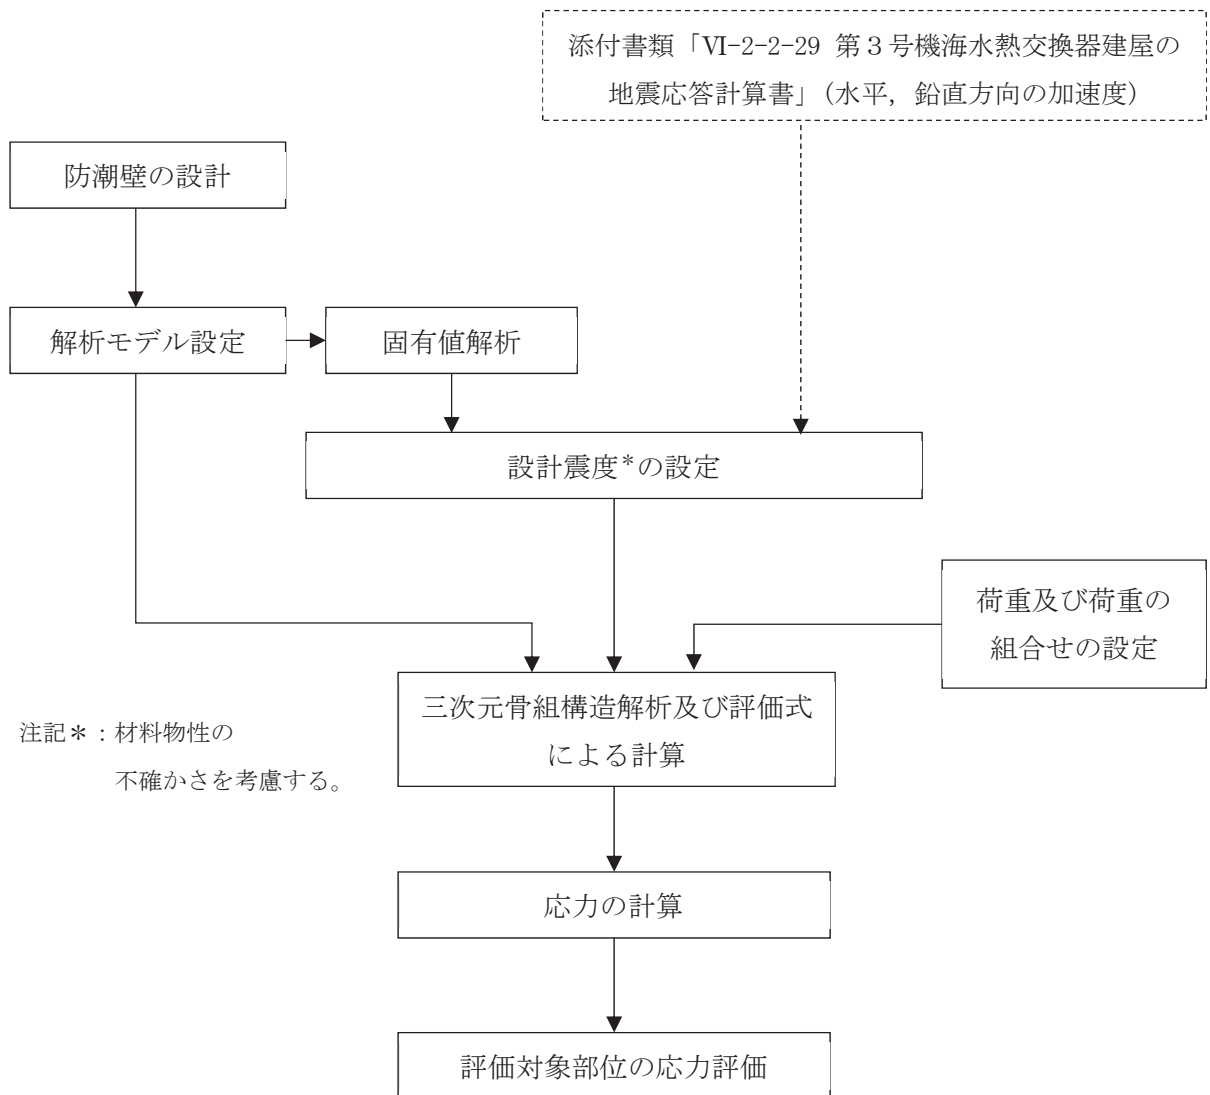 添付書類「Ⅵ-2-2-29 第3号機海水熱交換器建屋の
地震応答計算書」(水平,鉛直方向の加速度)
防潮壁の設計
解析モデル設定
固有値解析
設計震度*の設定
荷重及び荷重の
組合せの設定
三次元骨組構造解析及び評価式
による計算
注記*:材料物性の
不確かさを考慮する。
応力の計算
評価対象部位の応力評価